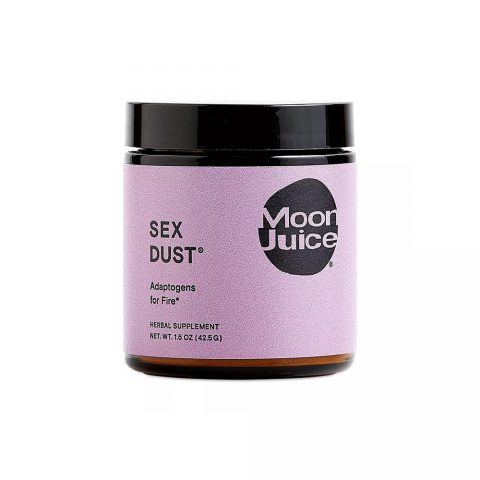 SEX
DUST®
Adaptogens
for Fire*
HERBAL SUPPLEMENT
NET. WT. 1.5 OZ (42.5 G)
Moon
Juice®